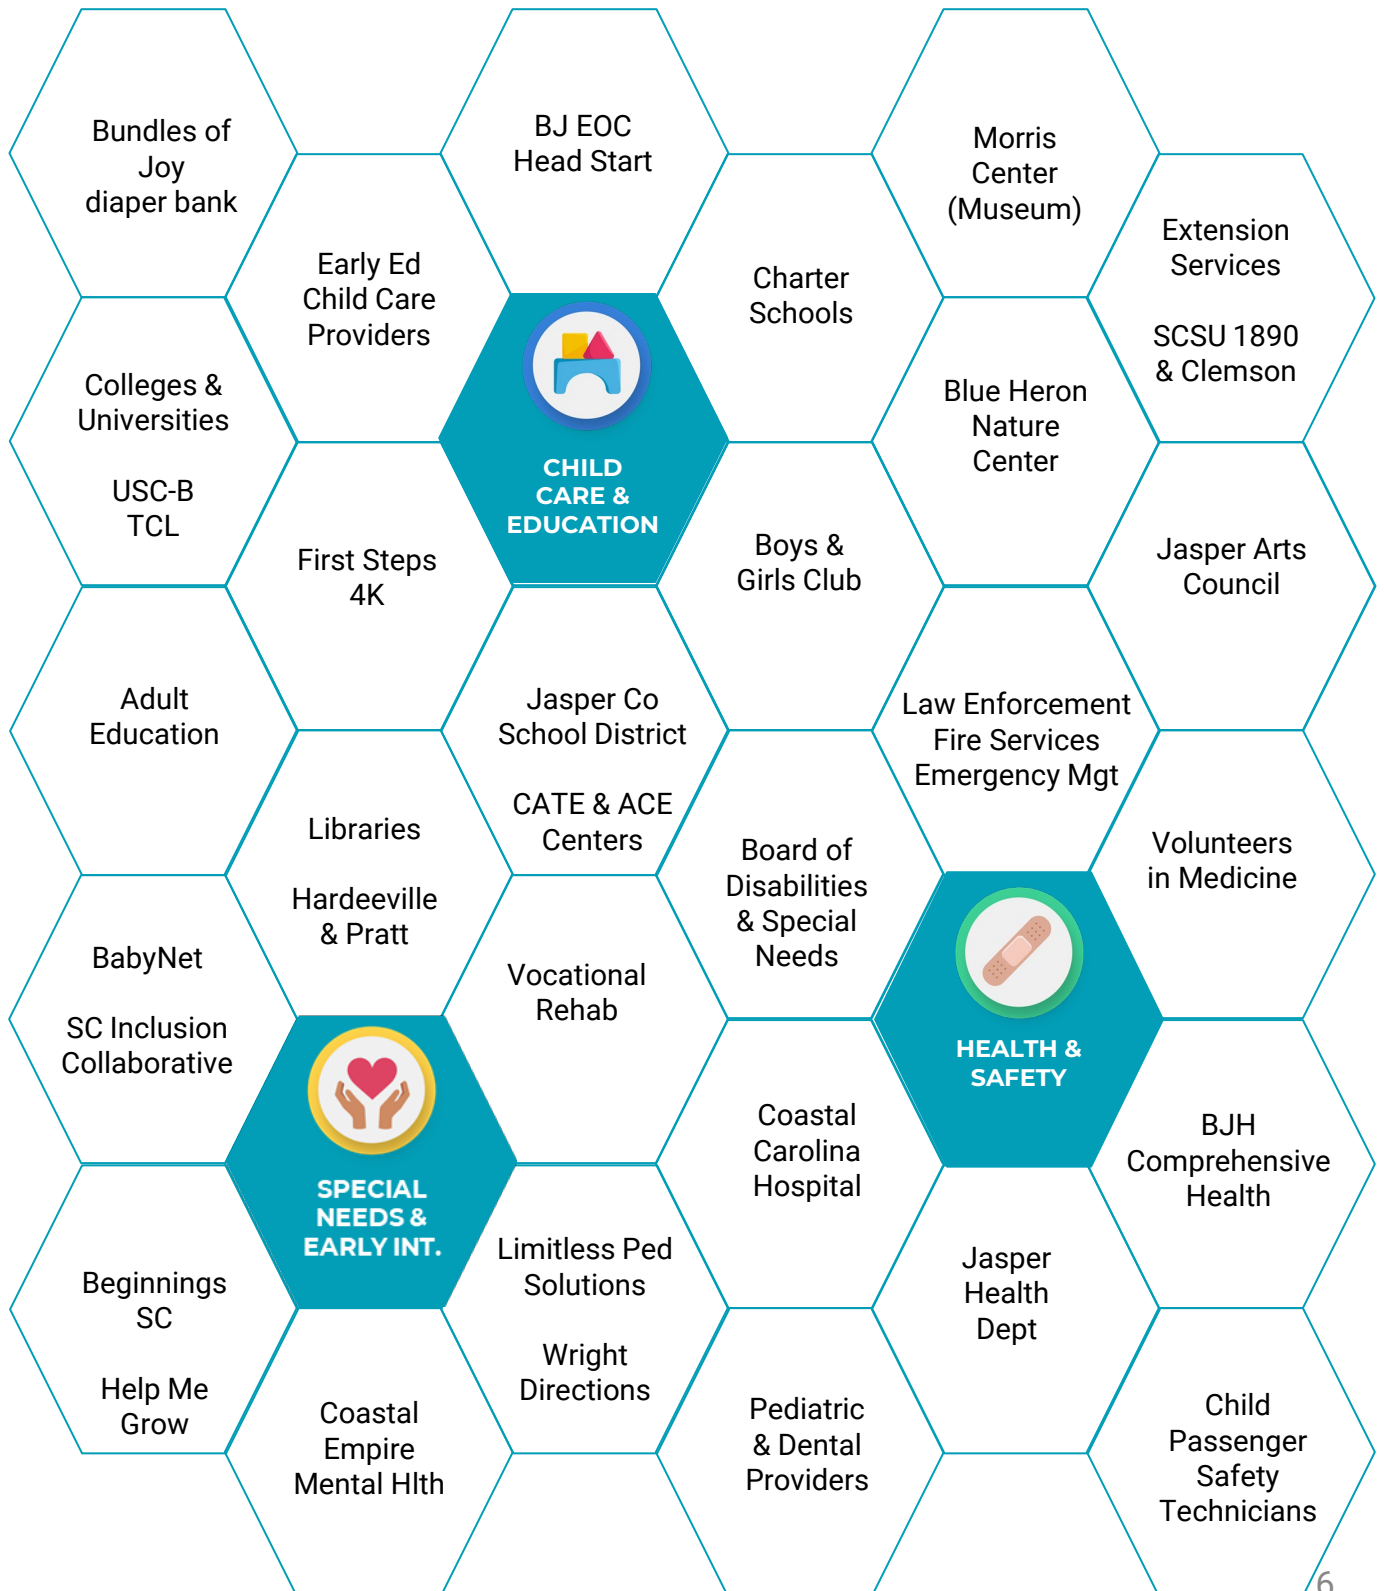 Bundles of
Joy
diaper bank
BJ EOC
Head Start
Morris
Center
(Museum)
Early Ed
Child Care
Providers
Charter
Schools
Extension
Services
SCSU 1890
& Clemson
Colleges &
Universities
USC-B
TCL
CHILD
CARE &
EDUCATION
Blue Heron
Nature
Center
First Steps
4K
Boys &
Girls Club
Jasper Arts
Council
Adult
Education
Jasper Co
School District
CATE & ACE
Centers
Law Enforcement
Fire Services
Emergency Mgt
Libraries
Hardeeville
& Pratt
Board of
Disabilities
& Special
Needs
Volunteers
in Medicine
BabyNet
SC Inclusion
Collaborative
Vocational
Rehab
HEALTH &
SAFETY
SPECIAL
NEEDS &
EARLY INT.
Coastal
Carolina
Hospital
BJH
Comprehensive
Health
Beginnings
SC
Help Me
Grow
Limitless Ped
Solutions
Wright
Directions
Jasper
Health
Dept
Coastal
Empire
Mental Hlth
Pediatric
& Dental
Providers
Child
Passenger
Safety
Technicians
6